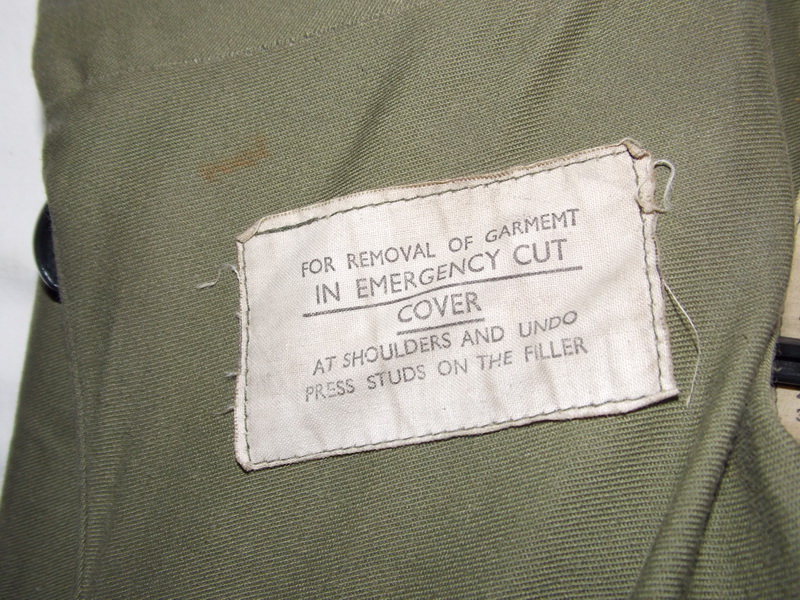 FOR REMOVAL OF GARMEMT
IN EMERGENCY CUT
COVER
AT SHOULDERS AND UNDO
PRESS STUDS ON THE FILLER